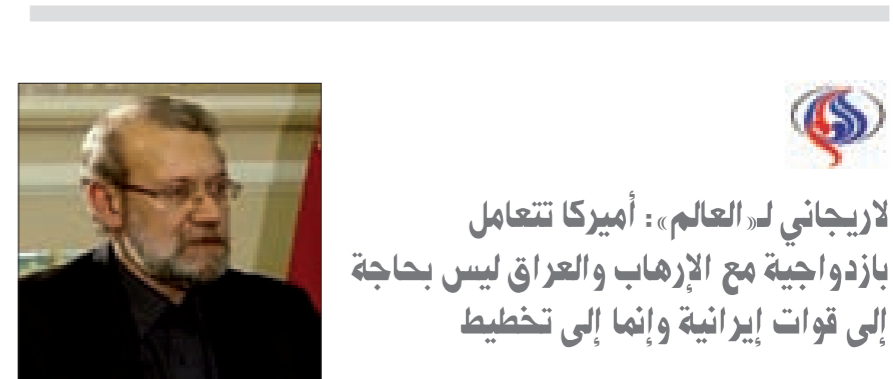 لاريجاني لـ«العالم»: أميركا تتعامل
بازدواجية مع الإرهاب والعراق ليس بحاجة
إلى قوات إيرانية وإنما إلى تخطيط